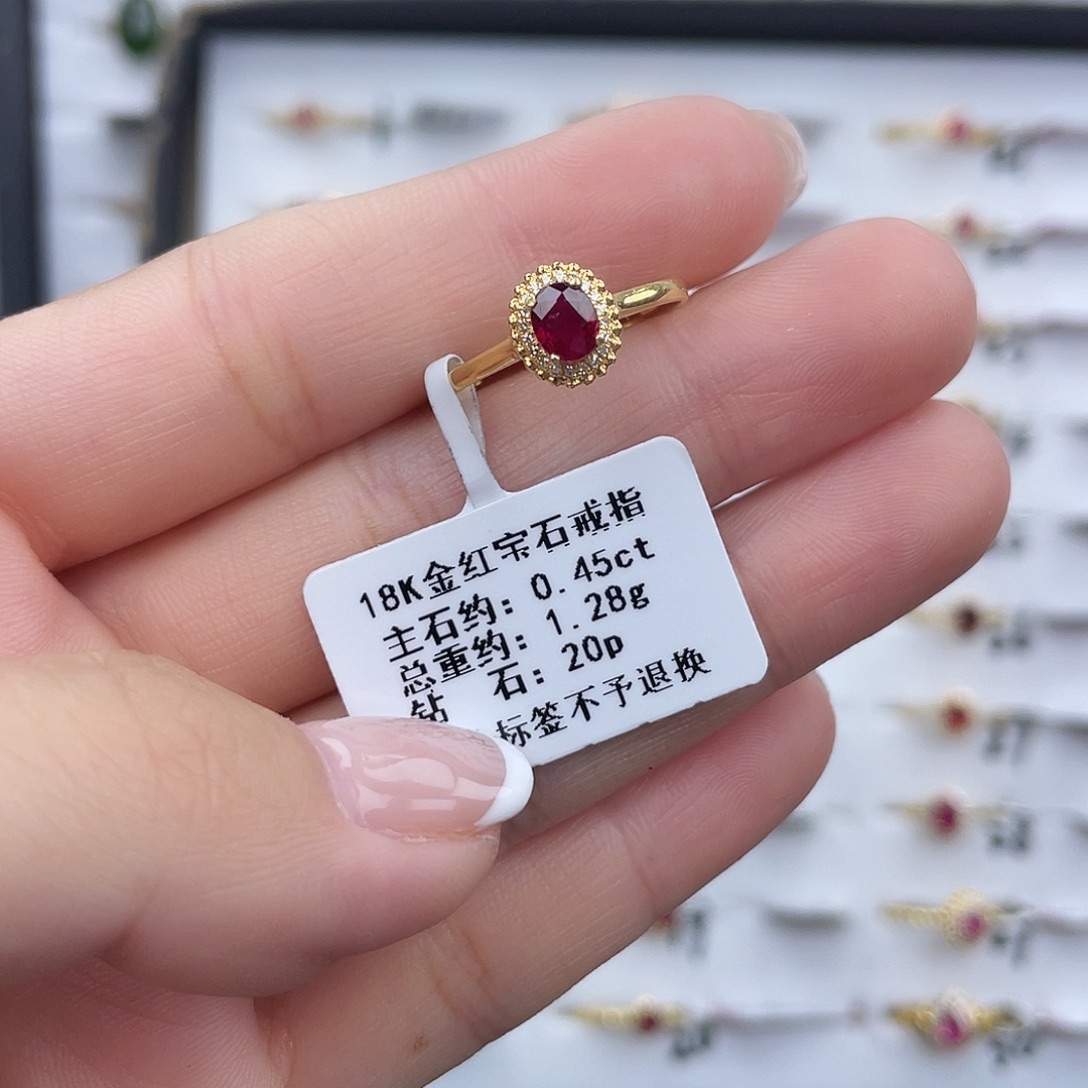 18K金红宝石戒指
主石约: 0.45ct
总重约: 1.28g
钻 石: 20p
标签不予退换